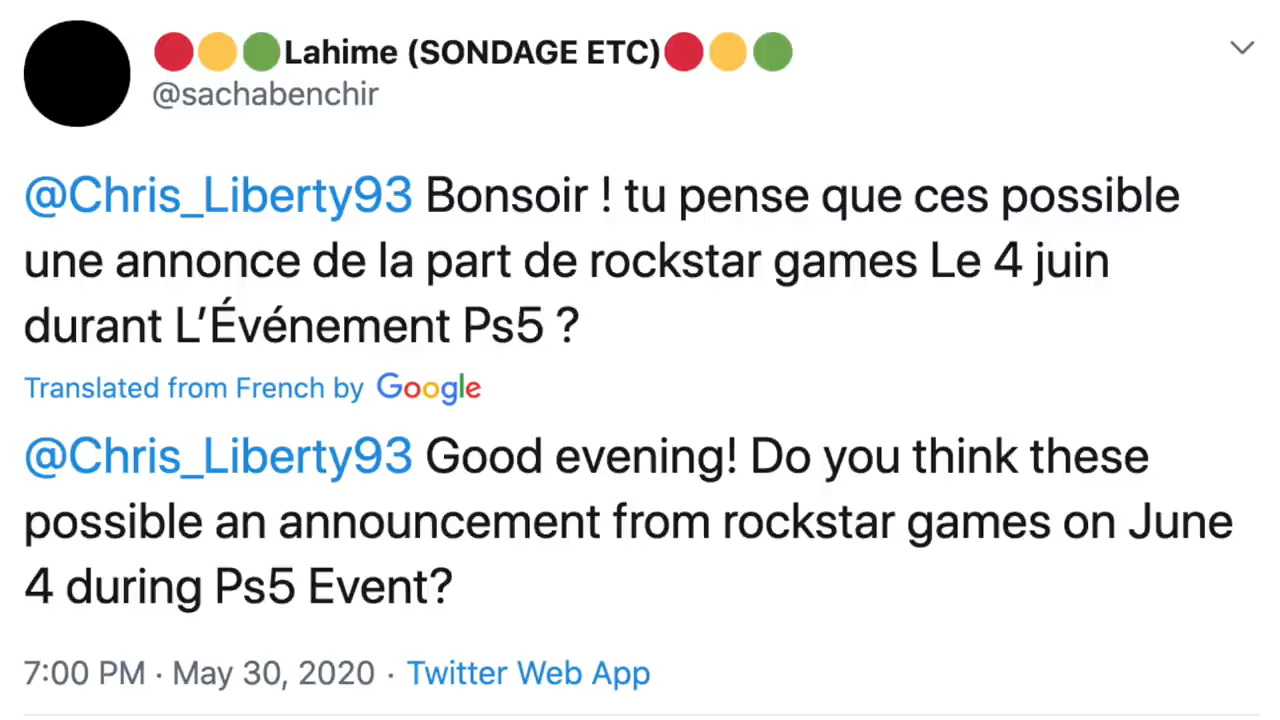 🔴🟡🟢Lahime (SONDAGE ETC)🔴🟡🟢
@sachabenchir
@Chris_Liberty93 Bonsoir ! tu pense que ces possible
une annonce de la part de rockstar games Le 4 juin
durant L’Événement Ps5 ?
Translated from French by Google
@Chris_Liberty93 Good evening! Do you think these
possible an announcement from rockstar games on June
4 during Ps5 Event?
7:00 PM · May 30, 2020 · Twitter Web App